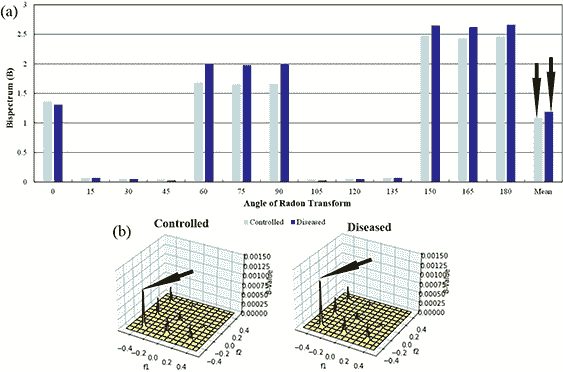 (a)
Bispectrum (B)
3
2.5
2
1.5
1
0.5
0
0 15 30 45 60 75 90 105 120 135 150 165 180 Mean
Angle of Radon Transform
Controlled Diseased
(b)
Controlled
0.00150
0.00125
0.00100
0.00075
0.00050
0.00025
0.00000
B-Value
−0.4 −0.2 0.0 0.2 0.4
f1
−0.4 −0.2 0.0 0.2 0.4
f2
Diseased
0.00150
0.00125
0.00100
0.00075
0.00050
0.00025
0.00000
B-Value
−0.4 −0.2 0.0 0.2 0.4
f1
−0.4 −0.2 0.0 0.2 0.4
f2